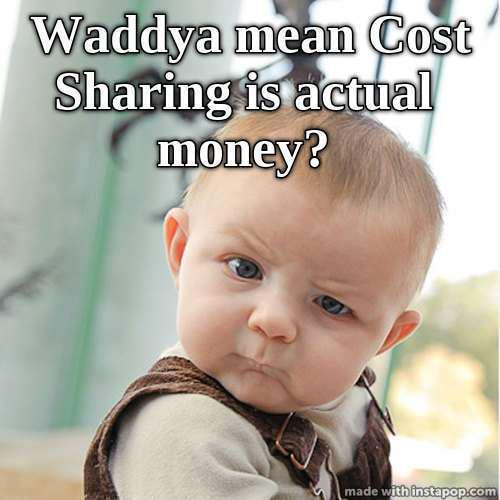 Waddya mean Cost
Sharing is actual
money?
made with instapop.com